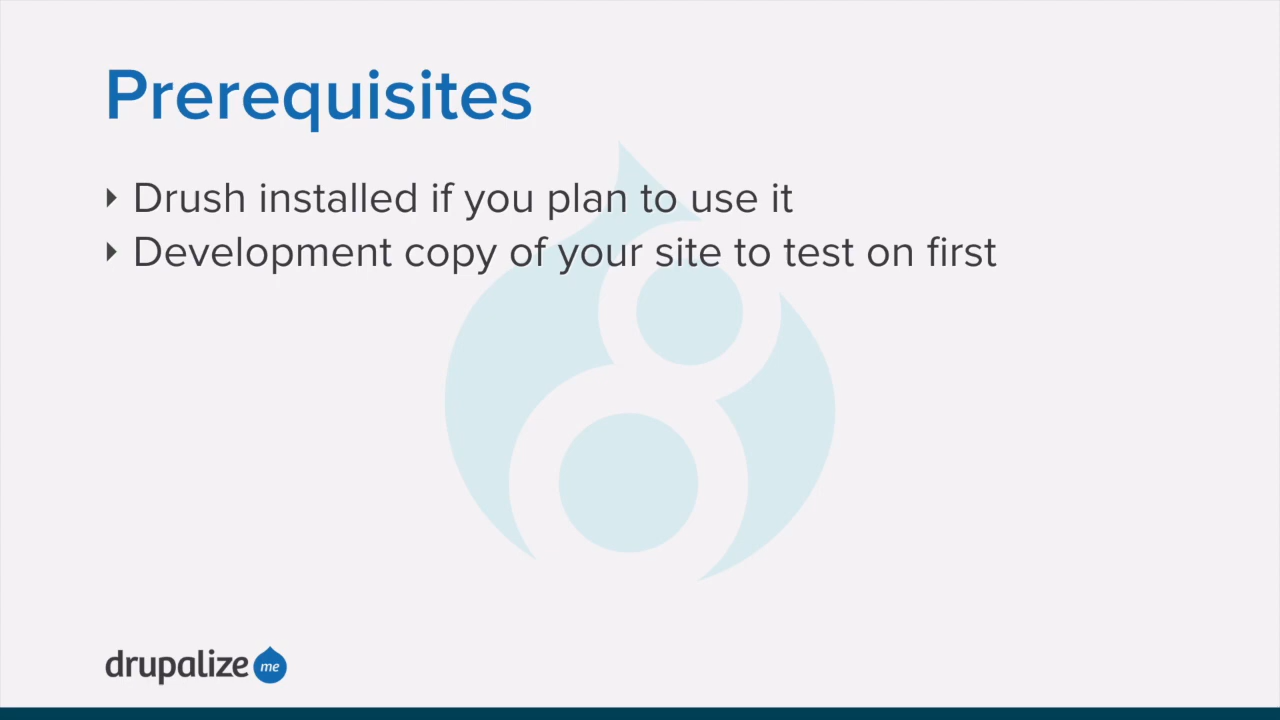 Prerequisites
Drush installed if you plan to use it
Development copy of your site to test on first
drupalize me